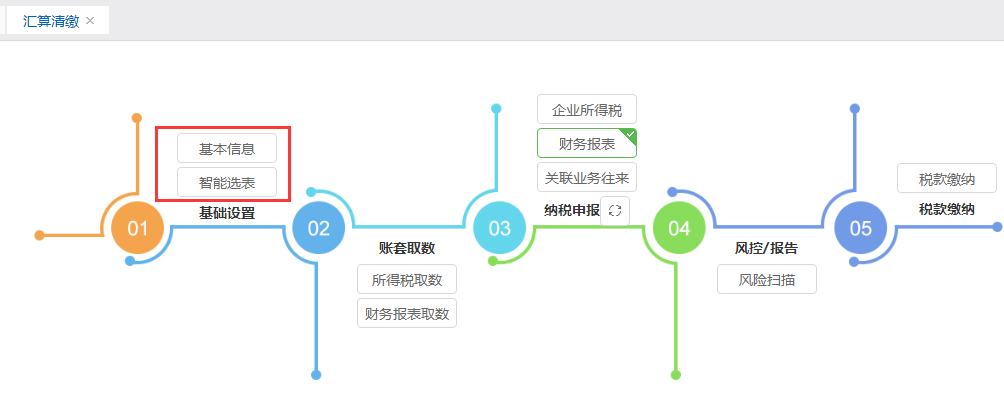 汇算清缴 ×
企业所得税
财务报表
关联业务往来
纳税申报
基本信息
智能选表
基础设置
税款缴纳
税款缴纳
01
02
03
04
05
账套取数
所得税取数
财务报表取数
风控/报告
风险扫描